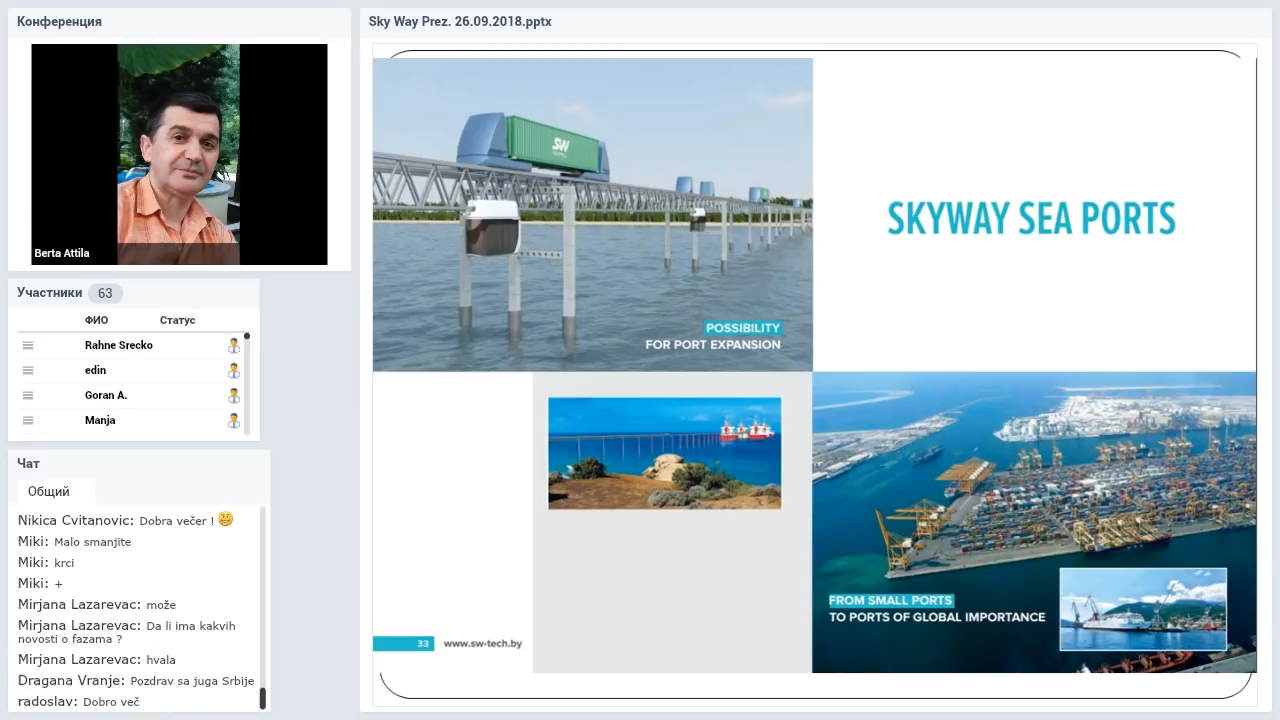 Конференция
Berta Attila
Участники 63
ФИО Статус
Rahne Srecko
edin
Goran A.
Manja
Чат
Общий
Nikica Cvitanovic: Dobra večer !
Miki: Malo smanjite
Miki: krci
Miki: +
Mirjana Lazarevac: može
Mirjana Lazarevac: Da li ima kakvih
novosti o fazama ?
Mirjana Lazarevac: hvala
Dragana Vranje: Pozdrav sa juga Srbije
radoslav: Dobro več
Sky Way Prez. 26.09.2018.pptx
SW
POSSIBILITY
FOR PORT EXPANSION
SKYWAY SEA PORTS
33 www.sw-tech.by
FROM SMALL PORTS
TO PORTS OF GLOBAL IMPORTANCE